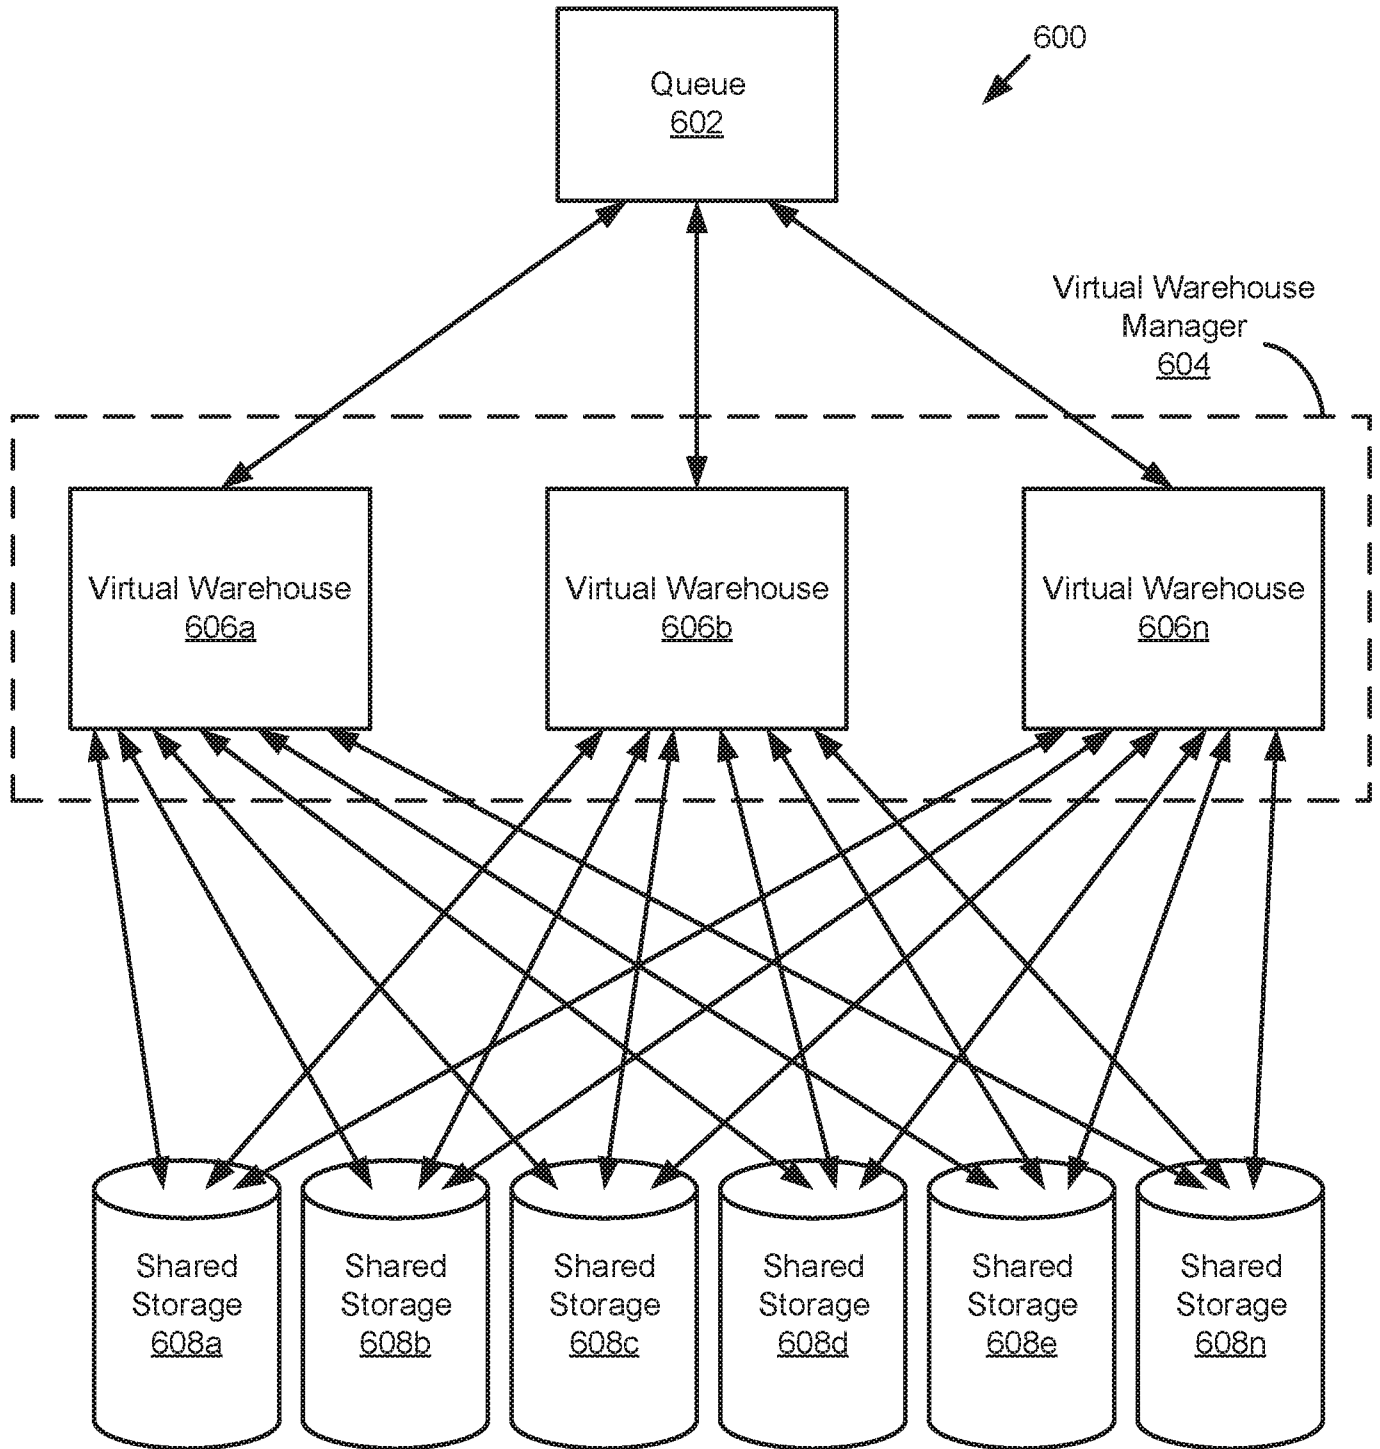 600
Queue
602
Virtual Warehouse
Manager
604
Virtual Warehouse
606a
Virtual Warehouse
606b
Virtual Warehouse
606n
Shared
Storage
608a
Shared
Storage
608b
Shared
Storage
608c
Shared
Storage
608d
Shared
Storage
608e
Shared
Storage
608n